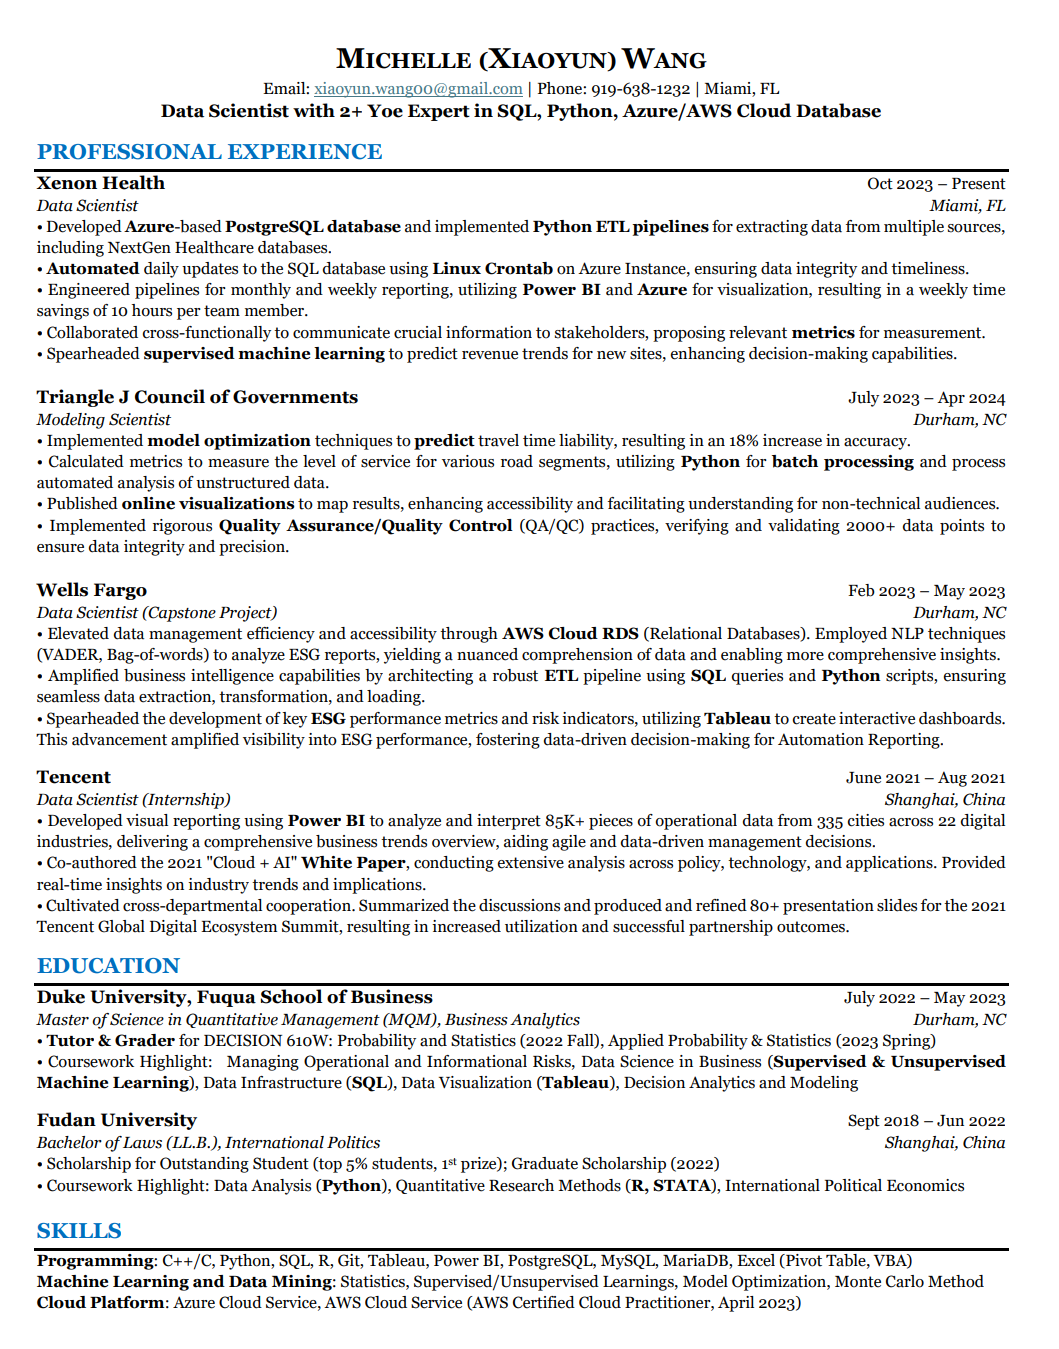 Michelle (Xiaoyun) Wang
Email: xiaoyun.wang00@gmail.com | Phone: 919-638-1232 | Miami, FL
Data Scientist with 2+ Yoe Expert in SQL, Python, Azure/AWS Cloud Database
PROFESSIONAL EXPERIENCE
Xenon Health Oct 2023 – Present
Data Scientist Miami, FL
• Developed Azure-based PostgreSQL database and implemented Python ETL pipelines for extracting data from multiple sources,
including NextGen Healthcare databases.
• Automated daily updates to the SQL database using Linux Crontab on Azure Instance, ensuring data integrity and timeliness.
• Engineered pipelines for monthly and weekly reporting, utilizing Power BI and Azure for visualization, resulting in a weekly time
savings of 10 hours per team member.
• Collaborated cross-functionally to communicate crucial information to stakeholders, proposing relevant metrics for measurement.
• Spearheaded supervised machine learning to predict revenue trends for new sites, enhancing decision-making capabilities.
Triangle J Council of Governments July 2023 – Apr 2024
Modeling Scientist Durham, NC
• Implemented model optimization techniques to predict travel time liability, resulting in an 18% increase in accuracy.
• Calculated metrics to measure the level of service for various road segments, utilizing Python for batch processing and process
automated analysis of unstructured data.
• Published online visualizations to map results, enhancing accessibility and facilitating understanding for non-technical audiences.
• Implemented rigorous Quality Assurance/Quality Control (QA/QC) practices, verifying and validating 2000+ data points to
ensure data integrity and precision.
Wells Fargo Feb 2023 – May 2023
Data Scientist (Capstone Project) Durham, NC
• Elevated data management efficiency and accessibility through AWS Cloud RDS (Relational Databases). Employed NLP techniques
(VADER, Bag-of-words) to analyze ESG reports, yielding a nuanced comprehension of data and enabling more comprehensive insights.
• Amplified business intelligence capabilities by architecting a robust ETL pipeline using SQL queries and Python scripts, ensuring
seamless data extraction, transformation, and loading.
• Spearheaded the development of key ESG performance metrics and risk indicators, utilizing Tableau to create interactive dashboards.
This advancement amplified visibility into ESG performance, fostering data-driven decision-making for Automation Reporting.
Tencent June 2021 – Aug 2021
Data Scientist (Internship) Shanghai, China
• Developed visual reporting using Power BI to analyze and interpret 85K+ pieces of operational data from 335 cities across 22 digital
industries, delivering a comprehensive business trends overview, aiding agile and data-driven management decisions.
• Co-authored the 2021 "Cloud + AI" White Paper, conducting extensive analysis across policy, technology, and applications. Provided
real-time insights on industry trends and implications.
• Cultivated cross-departmental cooperation. Summarized the discussions and produced and refined 80+ presentation slides for the 2021
Tencent Global Digital Ecosystem Summit, resulting in increased utilization and successful partnership outcomes.
EDUCATION
Duke University, Fuqua School of Business July 2022 – May 2023
Master of Science in Quantitative Management (MQM), Business Analytics Durham, NC
• Tutor & Grader for DECISION 610W: Probability and Statistics (2022 Fall), Applied Probability & Statistics (2023 Spring)
• Coursework Highlight: Managing Operational and Informational Risks, Data Science in Business (Supervised & Unsupervised
Machine Learning), Data Infrastructure (SQL), Data Visualization (Tableau), Decision Analytics and Modeling
Fudan University Sept 2018 – Jun 2022
Bachelor of Laws (LL.B.), International Politics Shanghai, China
• Scholarship for Outstanding Student (top 5% students, 1st prize); Graduate Scholarship (2022)
• Coursework Highlight: Data Analysis (Python), Quantitative Research Methods (R, STATA), International Political Economics
SKILLS
Programming: C++/C, Python, SQL, R, Git, Tableau, Power BI, PostgreSQL, MySQL, MariaDB, Excel (Pivot Table, VBA)
Machine Learning and Data Mining: Statistics, Supervised/Unsupervised Learnings, Model Optimization, Monte Carlo Method
Cloud Platform: Azure Cloud Service, AWS Cloud Service (AWS Certified Cloud Practitioner, April 2023)